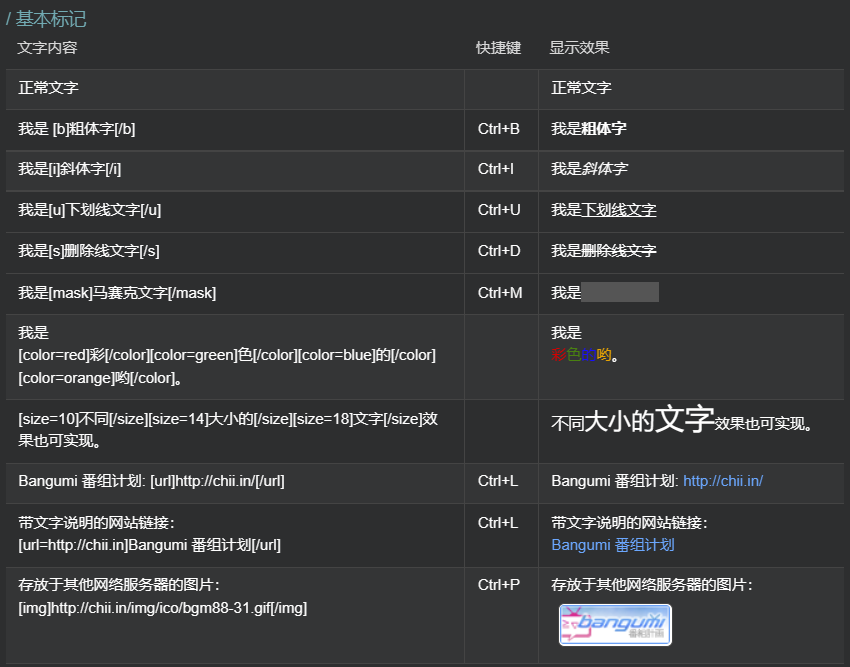 / 基本标记
文字内容 快捷键 显示效果
正常文字 正常文字
我是 [b]粗体字[/b] Ctrl+B 我是粗体字
我是[i]斜体字[/i] Ctrl+I 我是斜体字
我是[u]下划线文字[/u] Ctrl+U 我是下划线文字
我是[s]删除线文字[/s] Ctrl+D 我是删除线文字
我是[mask]马赛克文字[/mask] Ctrl+M 我是
我是 我是
[color=red]彩[/color][color=green]色[/color][color=blue]的[/color] 彩色的哟。
[color=orange]哟[/color]。
[size=10]不同[/size][size=14]大小的[/size][size=18]文字[/size]效 不同大小的文字效果也可实现。
果也可实现。
Bangumi 番组计划: [url]http://chii.in/[/url] Ctrl+L Bangumi 番组计划: http://chii.in/
带文字说明的网站链接: Ctrl+L 带文字说明的网站链接:
[url=http://chii.in]Bangumi 番组计划[/url] Bangumi 番组计划
存放于其他网络服务器的图片: Ctrl+P 存放于其他网络服务器的图片:
[img]http://chii.in/img/ico/bgm88-31.gif[/img]
bangumi
番組計画